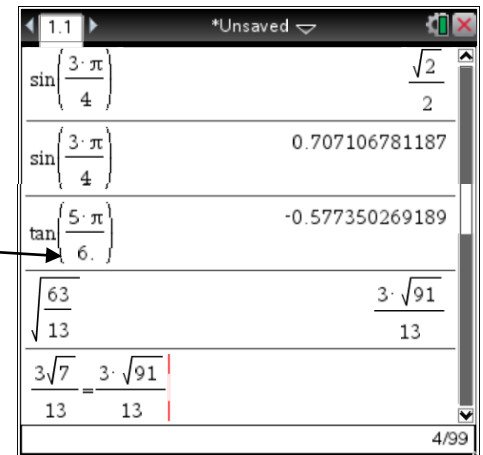 1.1 *Unsaved
sin(3·π/4) √2/2
sin(3·π/4) 0.707106781187
tan(5·π/6.) -0.577350269189
√(63/13) 3·√91/13
3√7/13=3·√91/13
4/99